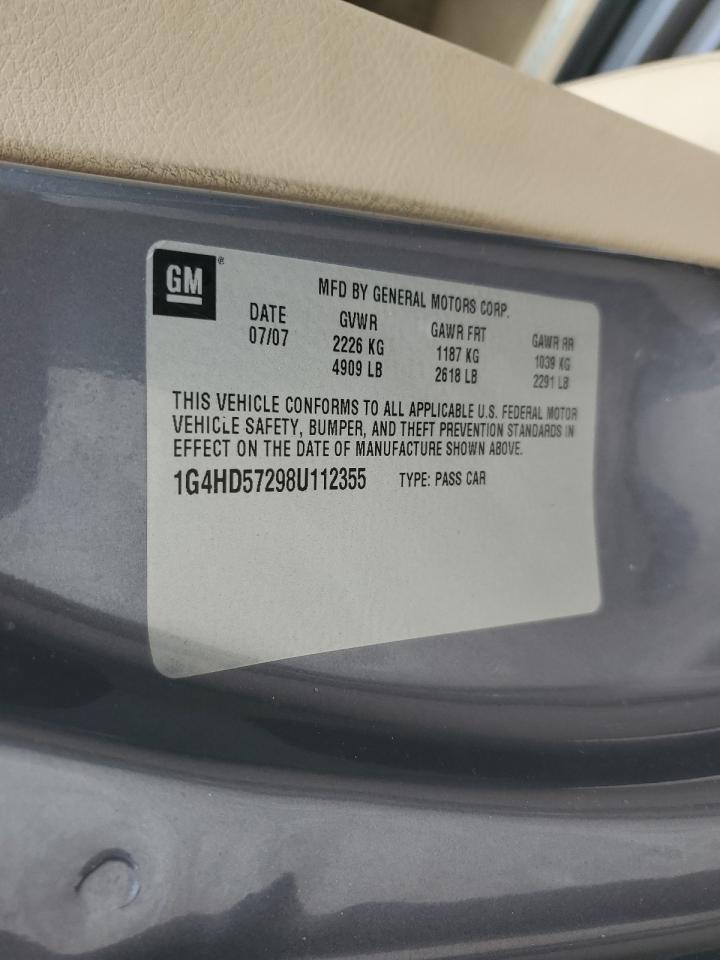 GM®
MFD BY GENERAL MOTORS CORP.
DATE GVWR GAWR FRT GAWR RR
07/07 2226 KG 1187 KG 1039 KG
4909 LB 2618 LB 2291 LB
THIS VEHICLE CONFORMS TO ALL APPLICABLE U.S. FEDERAL MOTOR
VEHICLE SAFETY, BUMPER, AND THEFT PREVENTION STANDARDS IN
EFFECT ON THE DATE OF MANUFACTURE SHOWN ABOVE.
1G4HD57298U112355 TYPE: PASS CAR